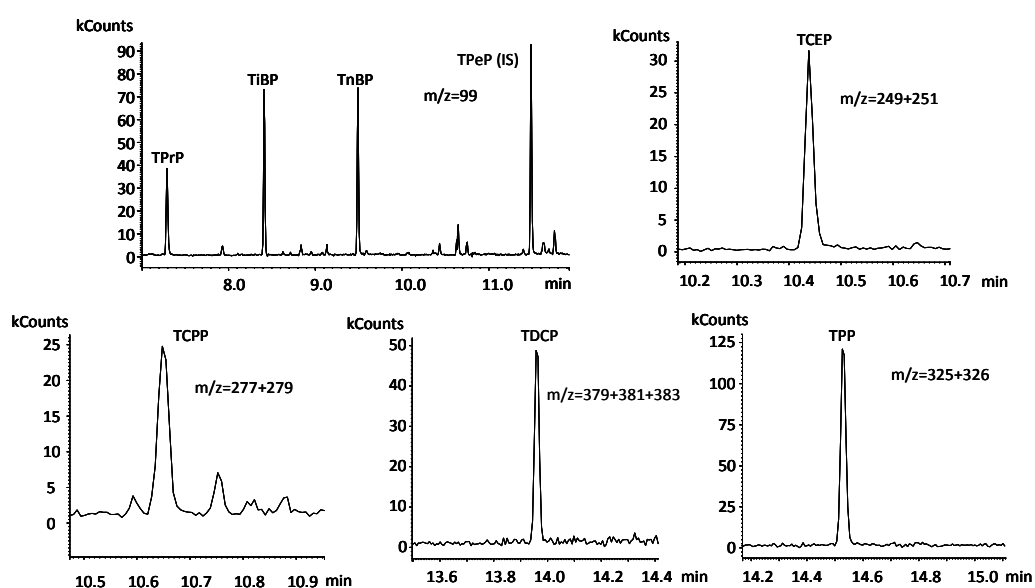 kCounts
90
80
70
60
50
40
30
20
10
0
TPrP
TiBP
TnBP
TPeP (IS)
m/z=99
8.0 9.0 10.0 11.0 min
kCounts
30
25
20
15
10
5
0
TCEP
m/z=249+251
10.2 10.3 10.4 10.5 10.6 10.7 min
kCounts
25
20
15
10
5
0
TCPP
m/z=277+279
10.5 10.6 10.7 10.8 10.9 min
kCounts
50
40
30
20
10
0
TDCP
m/z=379+381+383
13.6 13.8 14.0 14.2 14.4 min
kCounts
125
100
75
50
25
0
TPP
m/z=325+326
14.2 14.4 14.6 14.8 15.0 min